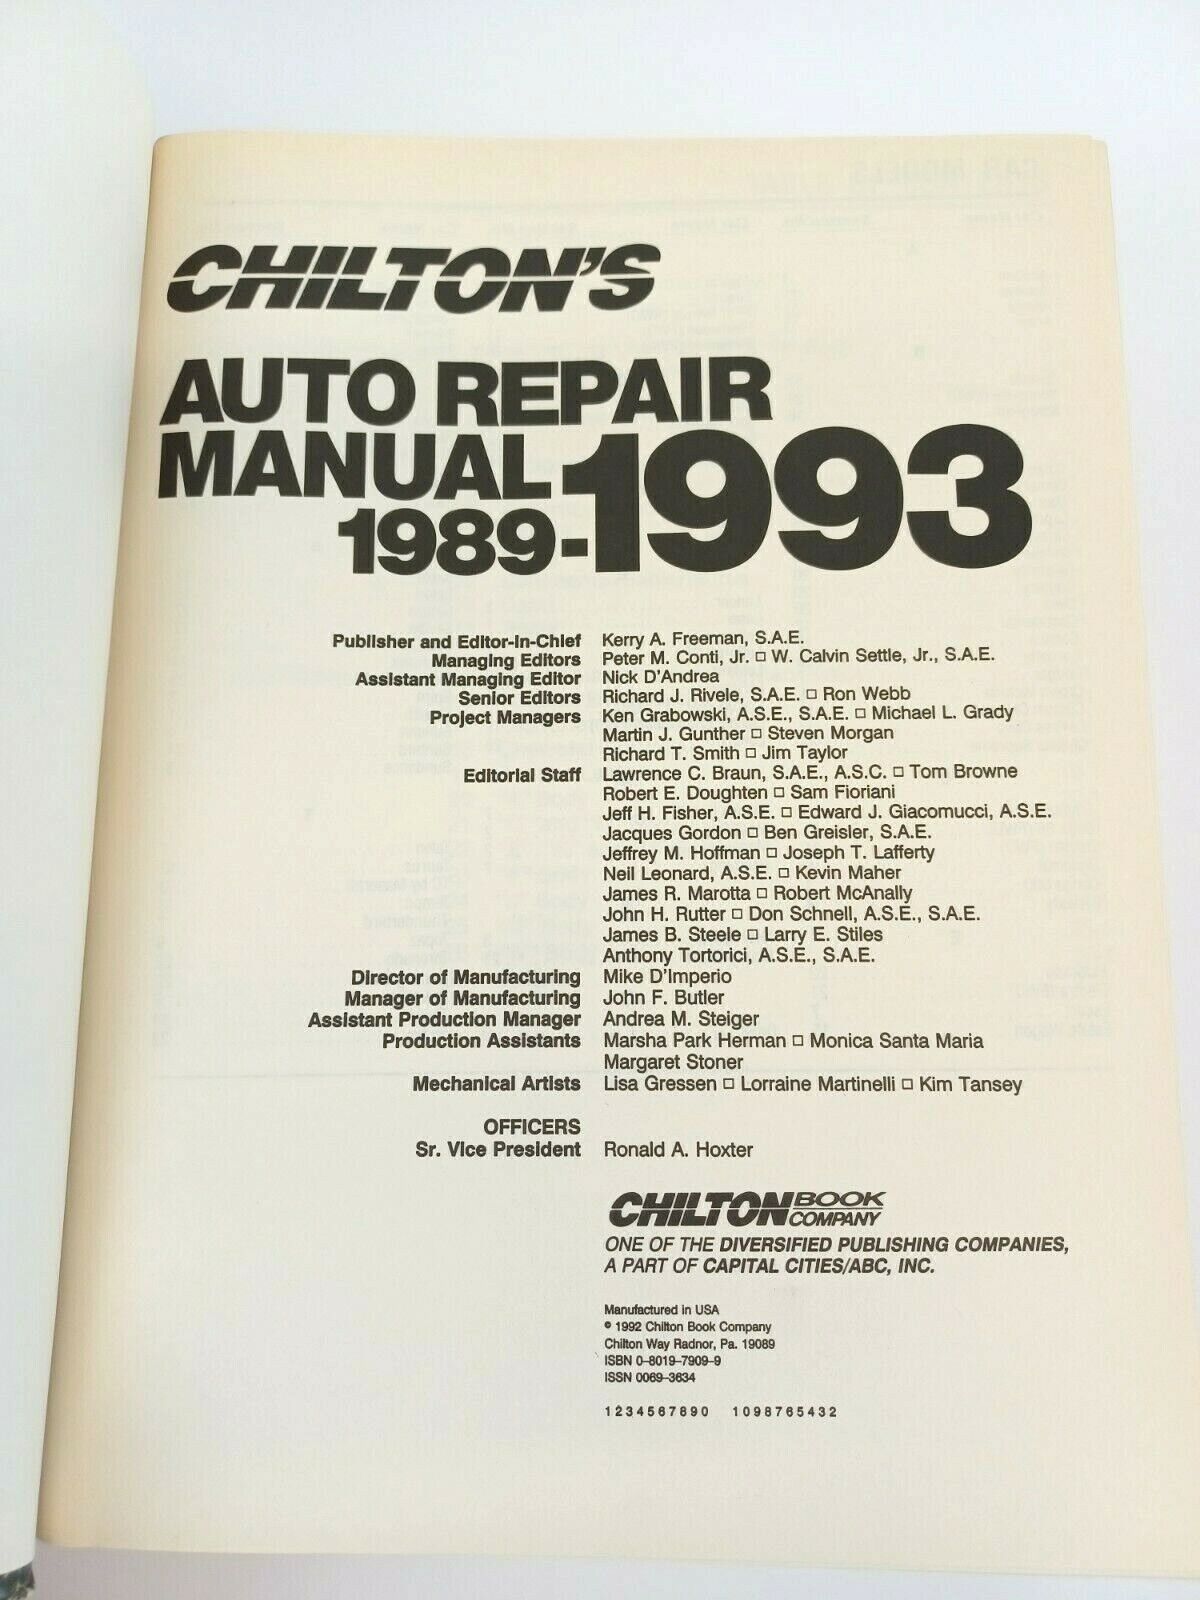 CHILTON'S
AUTO REPAIR
MANUAL
1989-1993
Publisher and Editor-In-Chief Kerry A. Freeman, S.A.E.
Managing Editors Peter M. Conti, Jr. □ W. Calvin Settle, Jr., S.A.E.
Assistant Managing Editor Nick D'Andrea
Senior Editors Richard J. Rivele, S.A.E. □ Ron Webb
Project Managers Ken Grabowski, A.S.E., S.A.E. □ Michael L. Grady
Martin J. Gunther □ Steven Morgan
Richard T. Smith □ Jim Taylor
Editorial Staff Lawrence C. Braun, S.A.E., A.S.C. □ Tom Browne
Robert E. Doughten □ Sam Fioriani
Jeff H. Fisher, A.S.E. □ Edward J. Giacomucci, A.S.E.
Jacques Gordon □ Ben Greisler, S.A.E.
Jeffrey M. Hoffman □ Joseph T. Lafferty
Neil Leonard, A.S.E. □ Kevin Maher
James R. Marotta □ Robert McAnally
John H. Rutter □ Don Schnell, A.S.E., S.A.E.
James B. Steele □ Larry E. Stiles
Anthony Tortorici, A.S.E., S.A.E.
Director of Manufacturing Mike D'Imperio
Manager of Manufacturing John F. Butler
Assistant Production Manager Andrea M. Steiger
Production Assistants Marsha Park Herman □ Monica Santa Maria
Margaret Stoner
Mechanical Artists Lisa Gressen □ Lorraine Martinelli □ Kim Tansey
OFFICERS
Sr. Vice President Ronald A. Hoxter
CHILTON BOOK
COMPANY
ONE OF THE DIVERSIFIED PUBLISHING COMPANIES,
A PART OF CAPITAL CITIES/ABC, INC.
Manufactured in USA
© 1992 Chilton Book Company
Chilton Way Radnor, Pa. 19089
ISBN 0-8019-7909-9
ISSN 0069-3634
1234567890 1098765432